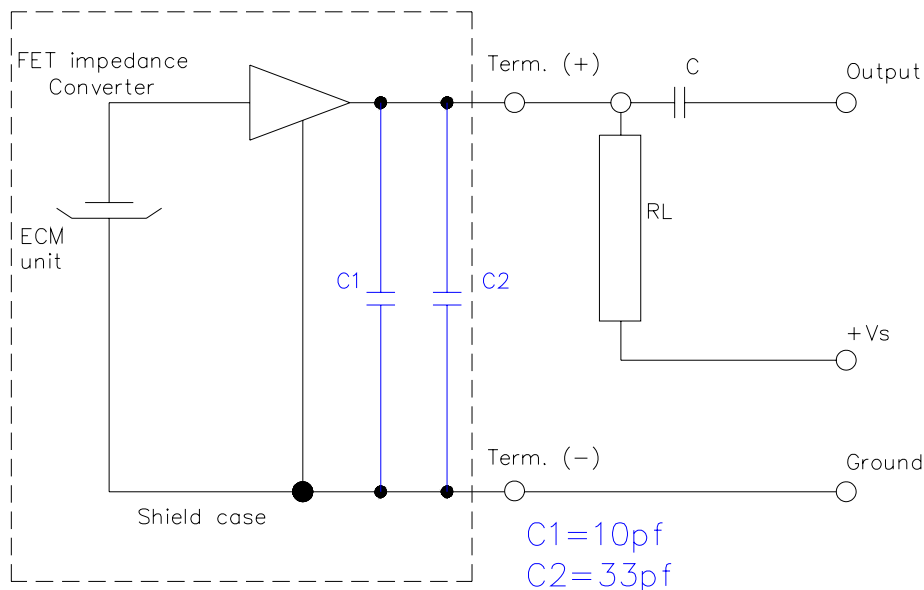 FET impedance
Converter
Term. (+)
C
Output
RL
ECM
unit
C1
C2
+Vs
Term. (-)
Ground
Shield case
C1=10pf
C2=33pf